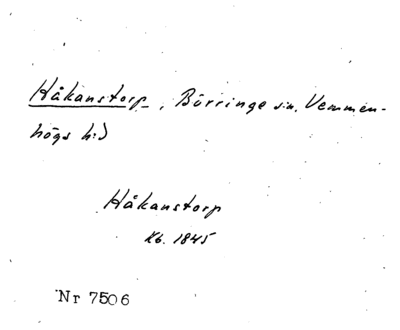 Håkanstorp, Börringe sn, Vemmen-
högs hd
Håkanstorp
Kb. 1845
Nr 7506